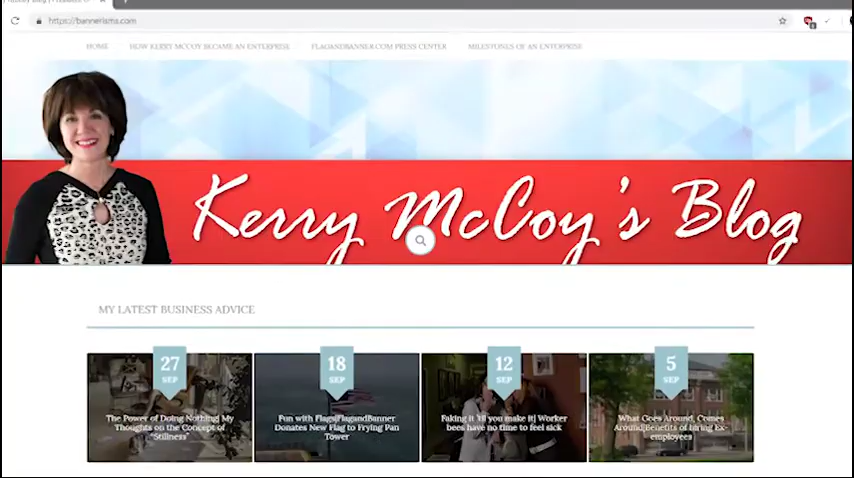 https://bannerisms.com
HOME HOW KERRY MCCOY BECAME AN ENTERPRISE FLAGANDBANNER.COM PRESS CENTER MILESTONES OF AN ENTERPRISE
Kerry McCoy's Blog
MY LATEST BUSINESS ADVICE
27
SEP
The Power of Doing Nothing| My
Thoughts on the Concept of
"Stillness"
18
SEP
Fun with Flags|FlagandBanner
Donates New Flag to Frying Pan
Tower
12
SEP
Faking it 'til you make it| Worker
bees have no time to feel sick
5
SEP
What Goes Around, Comes
Around|Benefits of hiring Ex-
employees